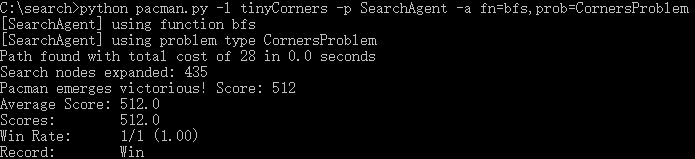 C:\search>python pacman.py -l tinyCorners -p SearchAgent -a fn=bfs,prob=CornersProblem
[SearchAgent] using function bfs
[SearchAgent] using problem type CornersProblem
Path found with total cost of 28 in 0.0 seconds
Search nodes expanded: 435
Pacman emerges victorious! Score: 512
Average Score: 512.0
Scores:        512.0
Win Rate:      1/1 (1.00)
Record:        Win